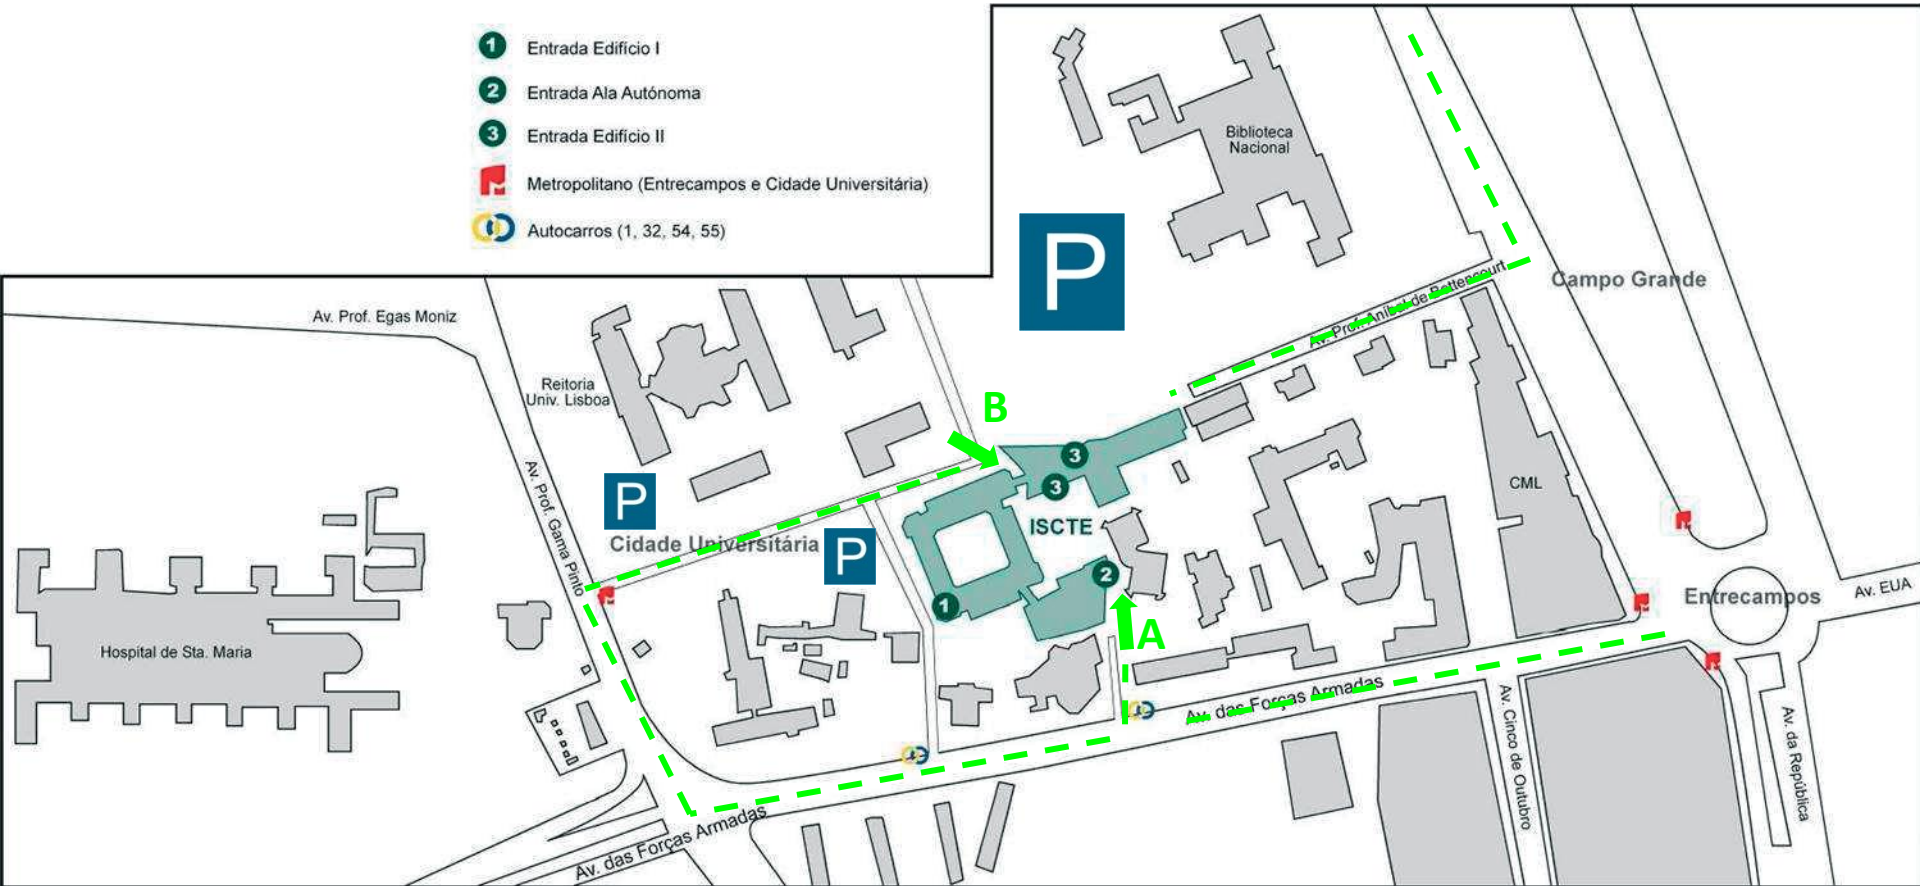 1 Entrada Edifício I
2 Entrada Ala Autónoma
3 Entrada Edifício II
Metropolitano (Entrecampos e Cidade Universitária)
Autocarros (1, 32, 54, 55)
Biblioteca
Nacional
P
Campo Grande
Av. Prof. Aníbal de Bettencourt
Av. Prof. Egas Moniz
Reitoria
Univ. Lisboa
B
3
3
P
Av. Prof. Gama Pinto
CML
ISCTE
Cidade Universitária
P
2
1
Entrecampos
Av. EUA
A
Hospital de Sta. Maria
Av. das Forças Armadas
Av. Cinco de Outubro
Av. da República
Av. das Forças Armadas